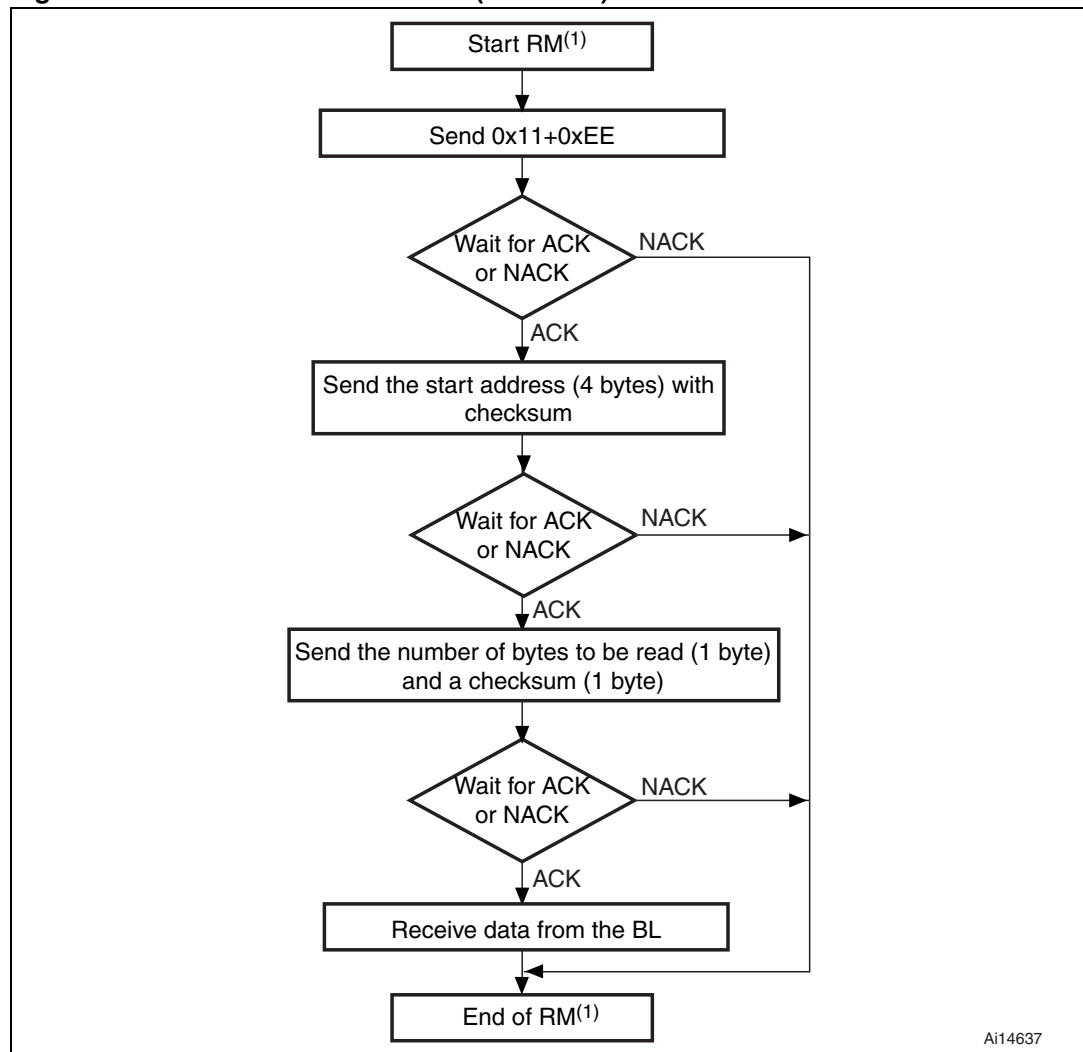 Start RM(1)
Send 0x11+0xEE
Wait for ACK
or NACK
NACK
ACK
Send the start address (4 bytes) with
checksum
Wait for ACK
or NACK
NACK
ACK
Send the number of bytes to be read (1 byte)
and a checksum (1 byte)
Wait for ACK
or NACK
NACK
ACK
Receive data from the BL
End of RM(1)
Ai14637